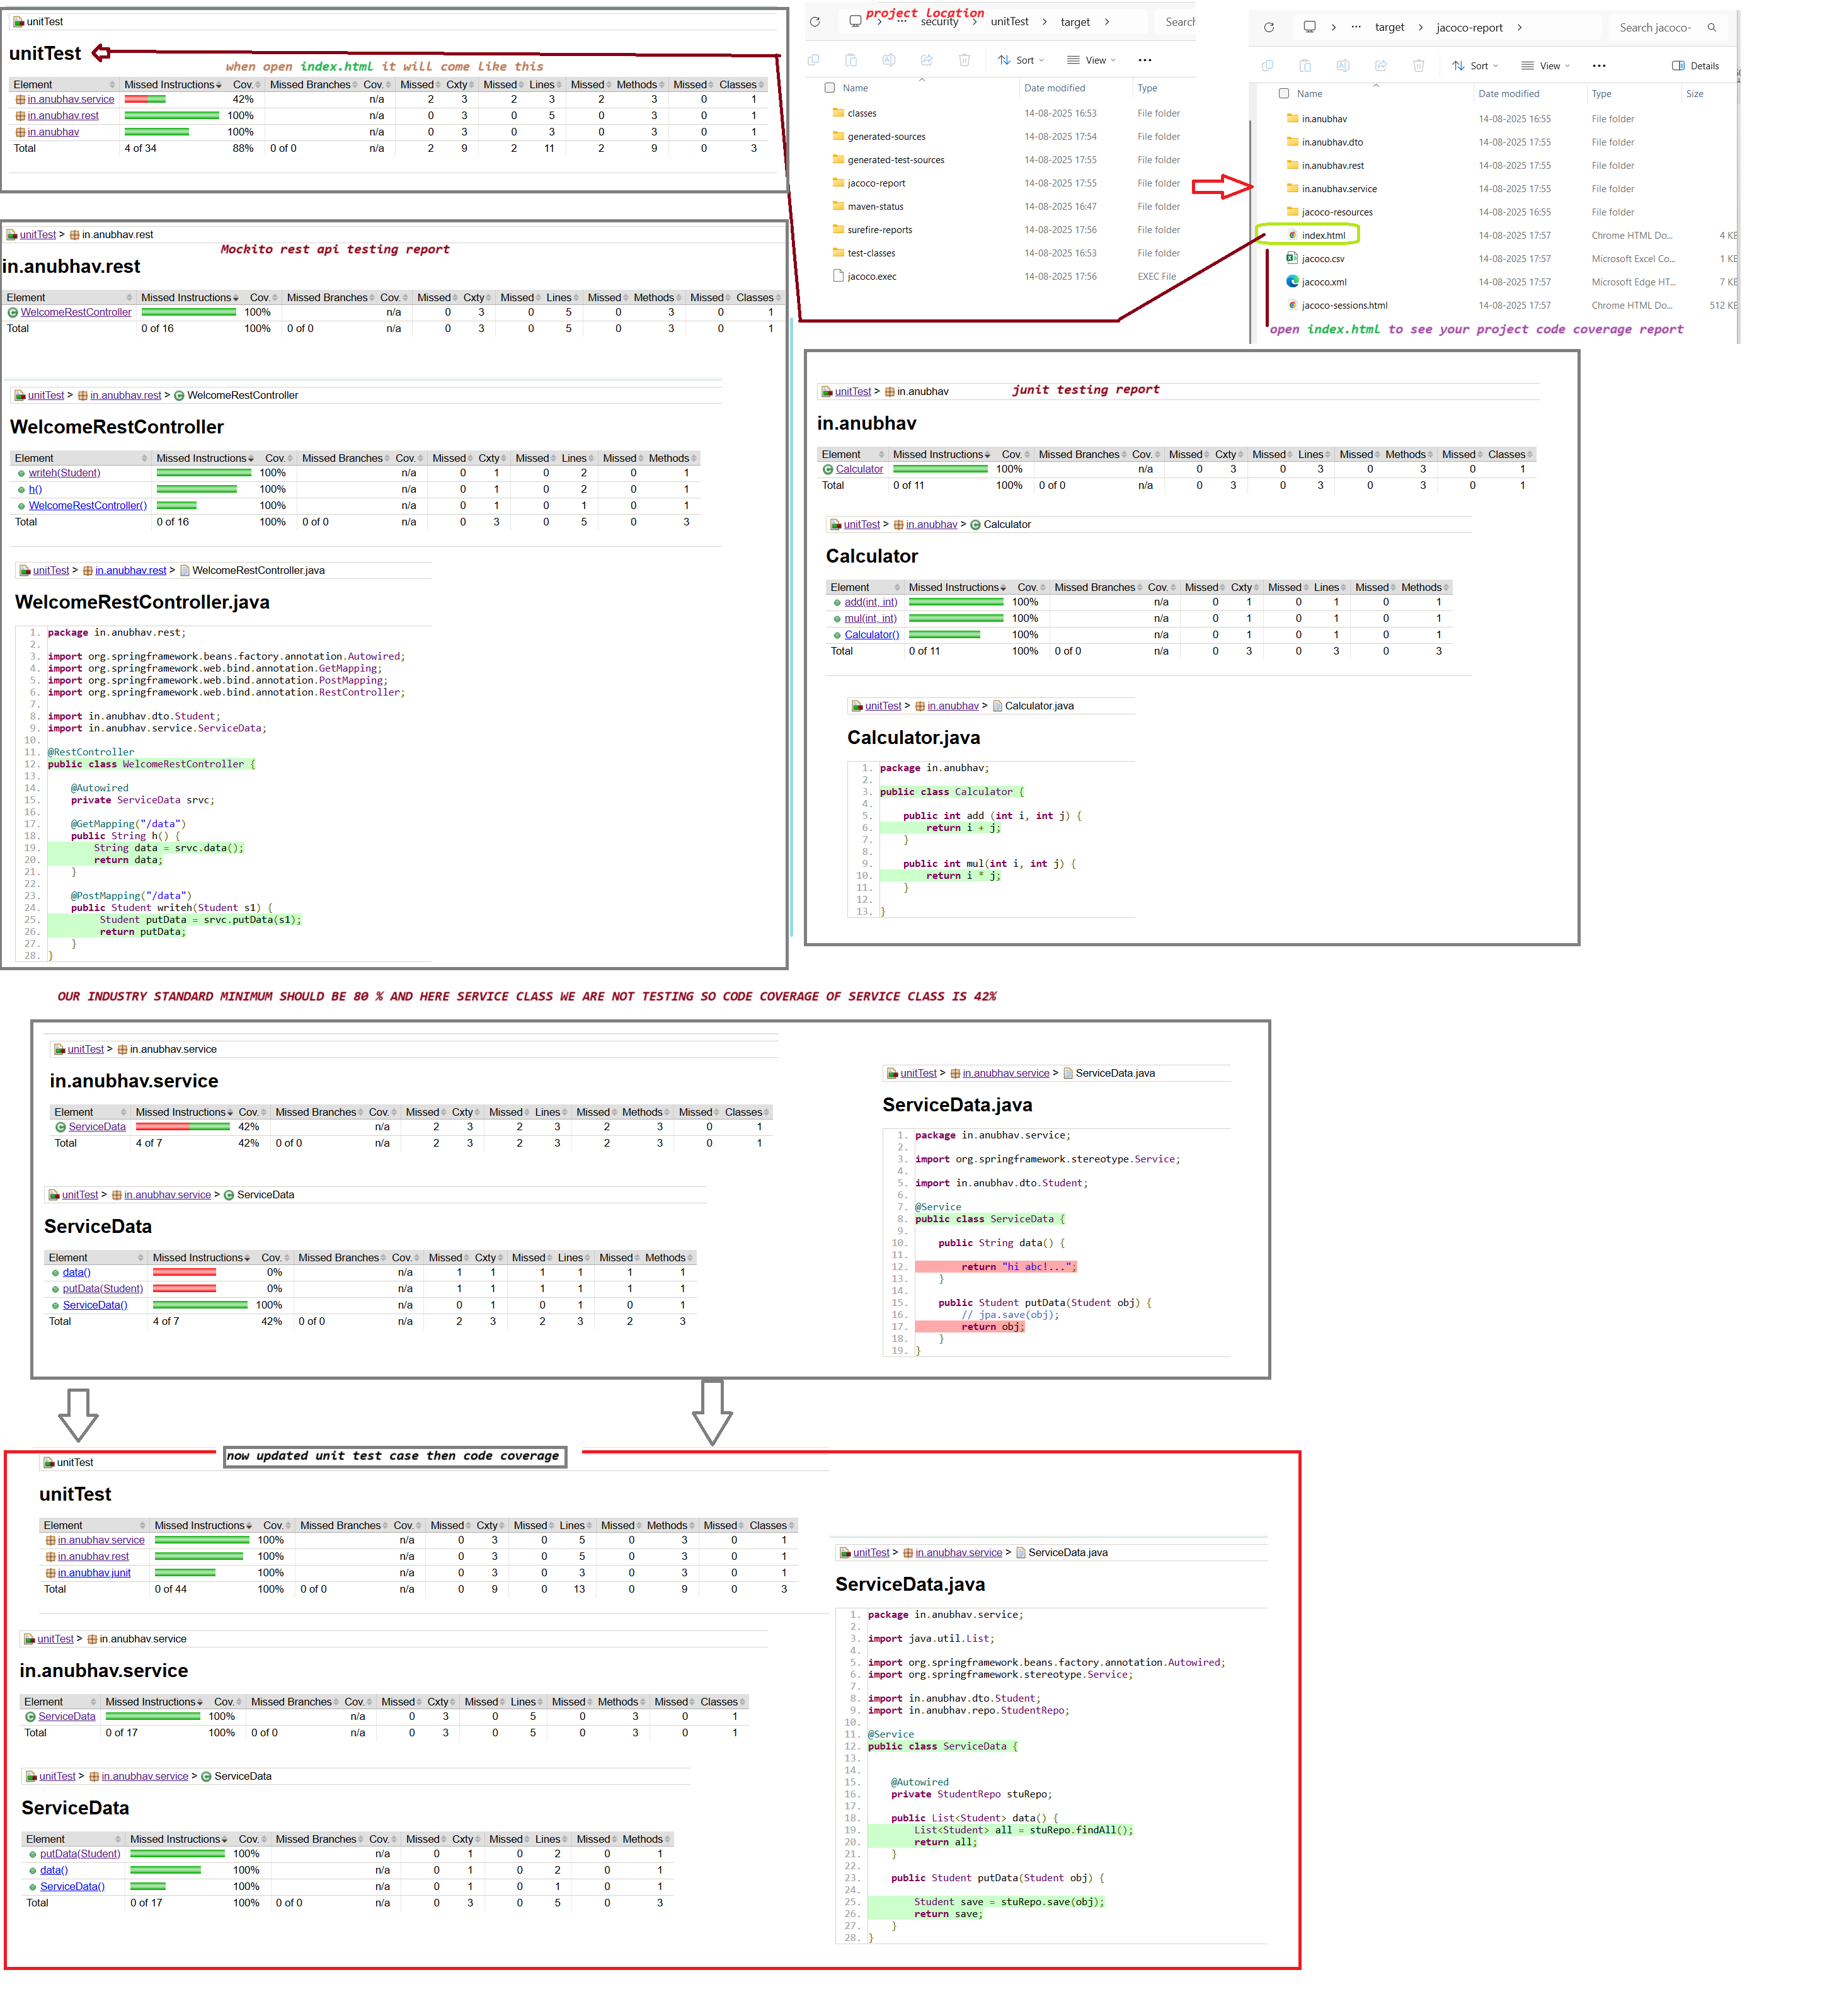 unitTest
unitTest
when open index.html it will come like this
Element Missed Instructions Cov. Missed Branches Cov. Missed Cxty Missed Lines Missed Methods Missed Classes
in.anubhav.service 42% n/a 2 3 2 3 2 3 0 1
in.anubhav.rest 100% n/a 0 3 0 5 0 3 0 1
in.anubhav 100% n/a 0 3 0 3 0 3 0 1
Total 4 of 34 88% 0 of 0 n/a 2 9 2 11 2 9 0 3
project location
security > unitTest > target > Search
Sort View ...
Name Date modified Type
classes 14-08-2025 16:53 File folder
generated-sources 14-08-2025 17:54 File folder
generated-test-sources 14-08-2025 17:55 File folder
jacoco-report 14-08-2025 17:55 File folder
maven-status 14-08-2025 16:47 File folder
surefire-reports 14-08-2025 17:56 File folder
test-classes 14-08-2025 16:53 File folder
jacoco.exec 14-08-2025 17:56 EXEC File
> ... target > jacoco-report > Search jacoco-
Sort View ... Details
Name Date modified Type Size
in.anubhav 14-08-2025 16:55 File folder
in.anubhav.dto 14-08-2025 17:55 File folder
in.anubhav.rest 14-08-2025 17:55 File folder
in.anubhav.service 14-08-2025 17:55 File folder
jacoco-resources 14-08-2025 16:55 File folder
index.html 14-08-2025 17:57 Chrome HTML Do... 4 KB
jacoco.csv 14-08-2025 17:57 Microsoft Excel Co... 1 KB
jacoco.xml 14-08-2025 17:57 Microsoft Edge HT... 7 KB
jacoco-sessions.html 14-08-2025 17:57 Chrome HTML Do... 512 KB
open index.html to see your project code coverage report
unitTest > in.anubhav.rest
Mockito rest api testing report
in.anubhav.rest
Element Missed Instructions Cov. Missed Branches Cov. Missed Cxty Missed Lines Missed Methods Missed Classes
WelcomeRestController 100% n/a 0 3 0 5 0 3 0 1
Total 0 of 16 100% 0 of 0 n/a 0 3 0 5 0 3 0 1
unitTest > in.anubhav.rest > WelcomeRestController
WelcomeRestController
Element Missed Instructions Cov. Missed Branches Cov. Missed Cxty Missed Lines Missed Methods
writeh(Student) 100% n/a 0 1 0 2 0 1
h() 100% n/a 0 1 0 2 0 1
WelcomeRestController() 100% n/a 0 1 0 1 0 1
Total 0 of 16 100% 0 of 0 n/a 0 3 0 5 0 3
unitTest > in.anubhav.rest > WelcomeRestController.java
WelcomeRestController.java
1. package in.anubhav.rest;
2.
3. import org.springframework.beans.factory.annotation.Autowired;
4. import org.springframework.web.bind.annotation.GetMapping;
5. import org.springframework.web.bind.annotation.PostMapping;
6. import org.springframework.web.bind.annotation.RestController;
7.
8. import in.anubhav.dto.Student;
9. import in.anubhav.service.ServiceData;
10.
11. @RestController
12. public class WelcomeRestController {
13.
14. @Autowired
15. private ServiceData srvc;
16.
17. @GetMapping("/data")
18. public String h() {
19. String data = srvc.data();
20. return data;
21. }
22.
23. @PostMapping("/data")
24. public Student writeh(Student s1) {
25. Student putData = srvc.putData(s1);
26. return putData;
27. }
28. }
unitTest > in.anubhav
junit testing report
in.anubhav
Element Missed Instructions Cov. Missed Branches Cov. Missed Cxty Missed Lines Missed Methods Missed Classes
Calculator 100% n/a 0 3 0 3 0 3 0 1
Total 0 of 11 100% 0 of 0 n/a 0 3 0 3 0 3 0 1
unitTest > in.anubhav > Calculator
Calculator
Element Missed Instructions Cov. Missed Branches Cov. Missed Cxty Missed Lines Missed Methods
add(int, int) 100% n/a 0 1 0 1 0 1
mul(int, int) 100% n/a 0 1 0 1 0 1
Calculator() 100% n/a 0 1 0 1 0 1
Total 0 of 11 100% 0 of 0 n/a 0 3 0 3 0 3
unitTest > in.anubhav > Calculator.java
Calculator.java
1. package in.anubhav;
2.
3. public class Calculator {
4.
5. public int add (int i, int j) {
6. return i + j;
7. }
8.
9. public int mul(int i, int j) {
10. return i * j;
11. }
12.
13. }
OUR INDUSTRY STANDARD MINIMUM SHOULD BE 80 % AND HERE SERVICE CLASS WE ARE NOT TESTING SO CODE COVERAGE OF SERVICE CLASS IS 42%
unitTest > in.anubhav.service
in.anubhav.service
Element Missed Instructions Cov. Missed Branches Cov. Missed Cxty Missed Lines Missed Methods Missed Classes
ServiceData 42% n/a 2 3 2 3 2 3 0 1
Total 4 of 7 42% 0 of 0 n/a 2 3 2 3 2 3 0 1
unitTest > in.anubhav.service > ServiceData
ServiceData
Element Missed Instructions Cov. Missed Branches Cov. Missed Cxty Missed Lines Missed Methods
data() 0% n/a 1 1 1 1 1 1
putData(Student) 0% n/a 1 1 1 1 1 1
ServiceData() 100% n/a 0 1 0 1 0 1
Total 4 of 7 42% 0 of 0 n/a 2 3 2 3 2 3
unitTest > in.anubhav.service > ServiceData.java
ServiceData.java
1. package in.anubhav.service;
2.
3. import org.springframework.stereotype.Service;
4.
5. import in.anubhav.dto.Student;
6.
7. @Service
8. public class ServiceData {
9.
10. public String data() {
11.
12. return "hi abc!...";
13. }
14.
15. public Student putData(Student obj) {
16. // jpa.save(obj);
17. return obj;
18. }
19. }
now updated unit test case then code coverage
unitTest
unitTest
Element Missed Instructions Cov. Missed Branches Cov. Missed Cxty Missed Lines Missed Methods Missed Classes
in.anubhav.service 100% n/a 0 3 0 5 0 3 0 1
in.anubhav.rest 100% n/a 0 3 0 5 0 3 0 1
in.anubhav.junit 100% n/a 0 3 0 3 0 3 0 1
Total 0 of 44 100% 0 of 0 n/a 0 9 0 13 0 9 0 3
unitTest > in.anubhav.service
in.anubhav.service
Element Missed Instructions Cov. Missed Branches Cov. Missed Cxty Missed Lines Missed Methods Missed Classes
ServiceData 100% n/a 0 3 0 5 0 3 0 1
Total 0 of 17 100% 0 of 0 n/a 0 3 0 5 0 3 0 1
unitTest > in.anubhav.service > ServiceData
ServiceData
Element Missed Instructions Cov. Missed Branches Cov. Missed Cxty Missed Lines Missed Methods
putData(Student) 100% n/a 0 1 0 2 0 1
data() 100% n/a 0 1 0 2 0 1
ServiceData() 100% n/a 0 1 0 1 0 1
Total 0 of 17 100% 0 of 0 n/a 0 3 0 5 0 3
unitTest > in.anubhav.service > ServiceData.java
ServiceData.java
1. package in.anubhav.service;
2.
3. import java.util.List;
4.
5. import org.springframework.beans.factory.annotation.Autowired;
6. import org.springframework.stereotype.Service;
7.
8. import in.anubhav.dto.Student;
9. import in.anubhav.repo.StudentRepo;
10.
11. @Service
12. public class ServiceData {
13.
14.
15. @Autowired
16. private StudentRepo stuRepo;
17.
18. public List<Student> data() {
19. List<Student> all = stuRepo.findAll();
20. return all;
21. }
22.
23. public Student putData(Student obj) {
24.
25. Student save = stuRepo.save(obj);
26. return save;
27. }
28. }